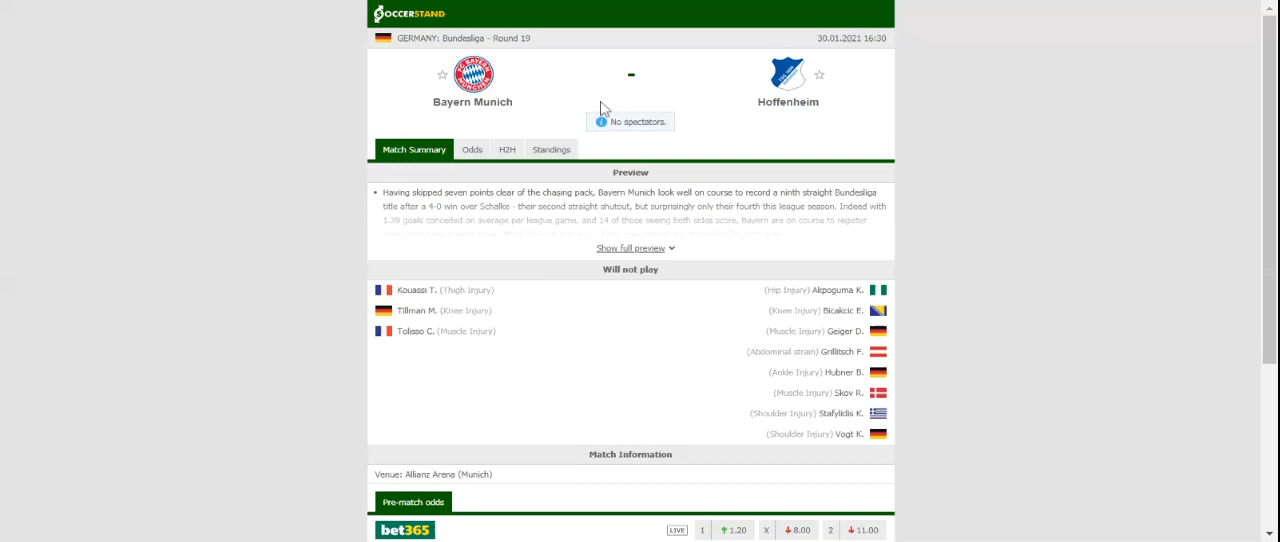 SOCCERSTAND
GERMANY: Bundesliga - Round 19 30.01.2021 16:30
-
Bayern Munich Hoffenheim
No spectators.
Match Summary Odds H2H Standings
Preview
Having skipped seven points clear of the chasing pack, Bayern Munich look well on course to record a ninth straight Bundesliga
title after a 4-0 win over Schalke - their second straight shutout, but surprisingly only their fourth this league season. Indeed with
1.39 goals conceded on average per league game, and 14 of those seeing both sides score, Bayern are on course to register
Show full preview
Will not play
Kouassi T. (Thigh Injury) (Hip Injury) Akpoguma K.
Tillman M. (Knee Injury) (Knee Injury) Bicakcic E.
Tolisso C. (Muscle Injury) (Muscle Injury) Geiger D.
(Abdominal strain) Grillitsch F.
(Ankle Injury) Hubner B.
(Muscle Injury) Skov R.
(Shoulder Injury) Stafylidis K.
(Shoulder Injury) Vogt K.
Match Information
Venue: Allianz Arena (Munich)
Pre-match odds
bet365 LIVE 1 1.20 X 8.00 2 11.00